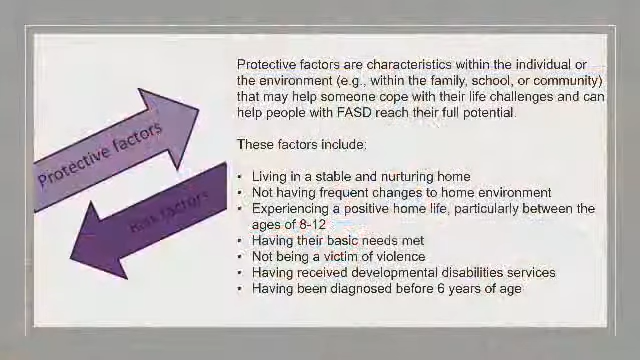 Protective factors are characteristics within the individual or
the environment (e.g., within the family, school, or community)
that may help someone cope with their life challenges and can
help people with FASD reach their full potential.
These factors include:
• Living in a stable and nurturing home
• Not having frequent changes to home environment
• Experiencing a positive home life, particularly between the
ages of 8-12
• Having their basic needs met
• Not being a victim of violence
• Having received developmental disabilities services
• Having been diagnosed before 6 years of age
Protective factors
Risk factors